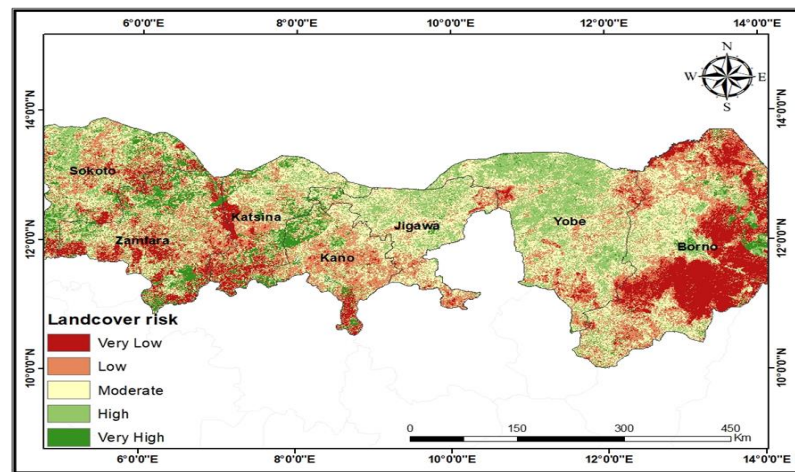 6°0'0"E 8°0'0"E 10°0'0"E 12°0'0"E 14°0'0"E
N
W E
S
14°0'0"N 14°0'0"N
Sokoto
Katsina
Zamfara
Kano
Jigawa
Yobe
Borno
12°0'0"N 12°0'0"N
Landcover risk
Very Low
Low
Moderate
High
Very High
10°0'0"N 10°0'0"N
0 150 300 450
Km
6°0'0"E 8°0'0"E 10°0'0"E 12°0'0"E 14°0'0"E